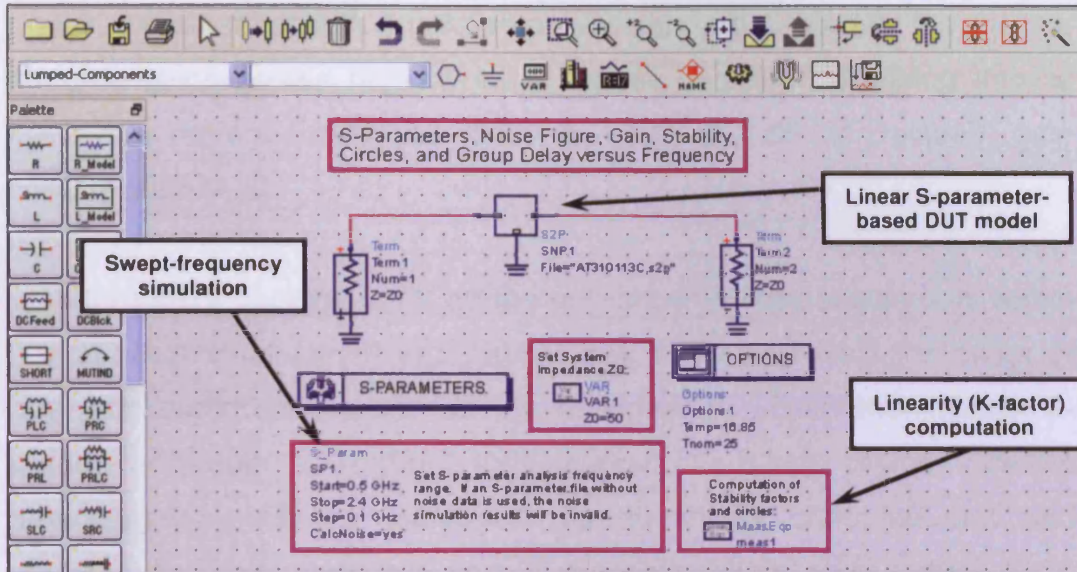 +2
-2
VAR
NAME
Lumped-Components
Palette
R
R_Model
L
L_Model
C
DCFeed
DCBlck
SHORT
MUTIND
PLC
PRC
PRL
PRLC
SLC
SRC
S-Parameters, Noise Figure, Gain, Stability,
Circles, and Group Delay versus Frequency
Linear S-parameter-
based DUT model
Swept-frequency
simulation
Term
Term1
Num=1
Z=Z0
S2P
SNP1
File="AT310113C.s2p"
Term
Term2
Num=2
Z=Z0
S-PARAMETERS
Set System
Impedance Z0:
VAR
VAR1
Z0=50
OPTIONS
Options
Options1
Temp=16.85
Tnom=25
Linearity (K-factor)
computation
S_Param
SP1
Start=0.5 GHz
Stop=2.4 GHz
Step=0.1 GHz
CalcNoise=yes
Set S-parameter analysis frequency
range. If an S-parameter file without
noise data is used, the noise
simulation results will be invalid.
Computation of
Stability factors
and circles:
MeasEqn
meas1